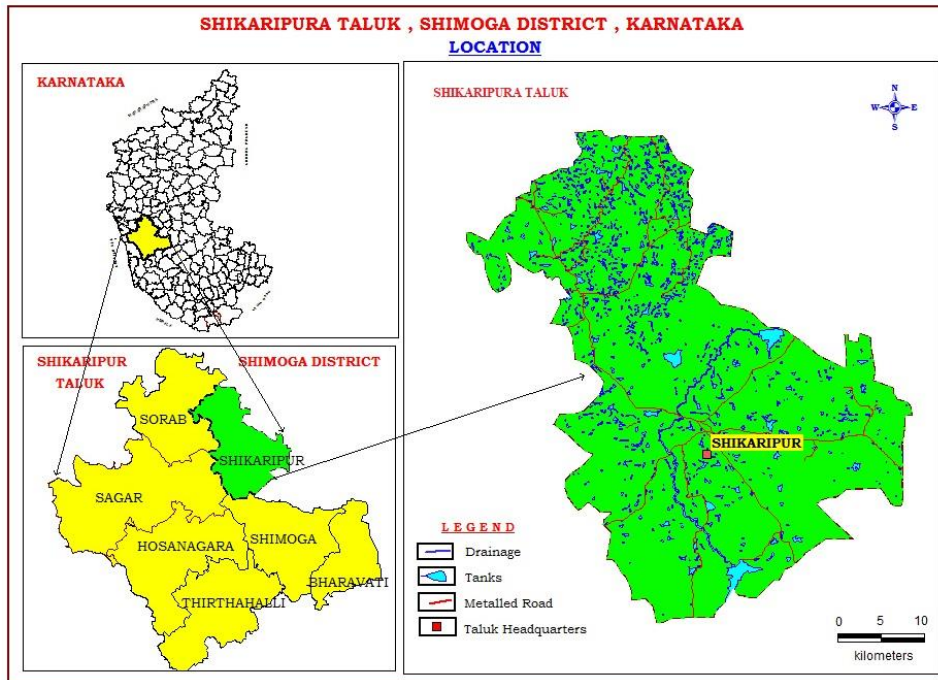 SHIKARIPURA TALUK , SHIMOGA DISTRICT , KARNATAKA
LOCATION
KARNATAKA
SHIKARIPUR
TALUK
SHIMOGA DISTRICT
SORAB
SHIKARIPUR
SAGAR
HOSANAGARA
SHIMOGA
BHARAVATI
THIRTHAHALLI
SHIKARIPURA TALUK
N
W E
S
SHIKARIPUR
LEGEND
Drainage
Tanks
Metalled Road
Taluk Headquarters
0 5 10
kilometers